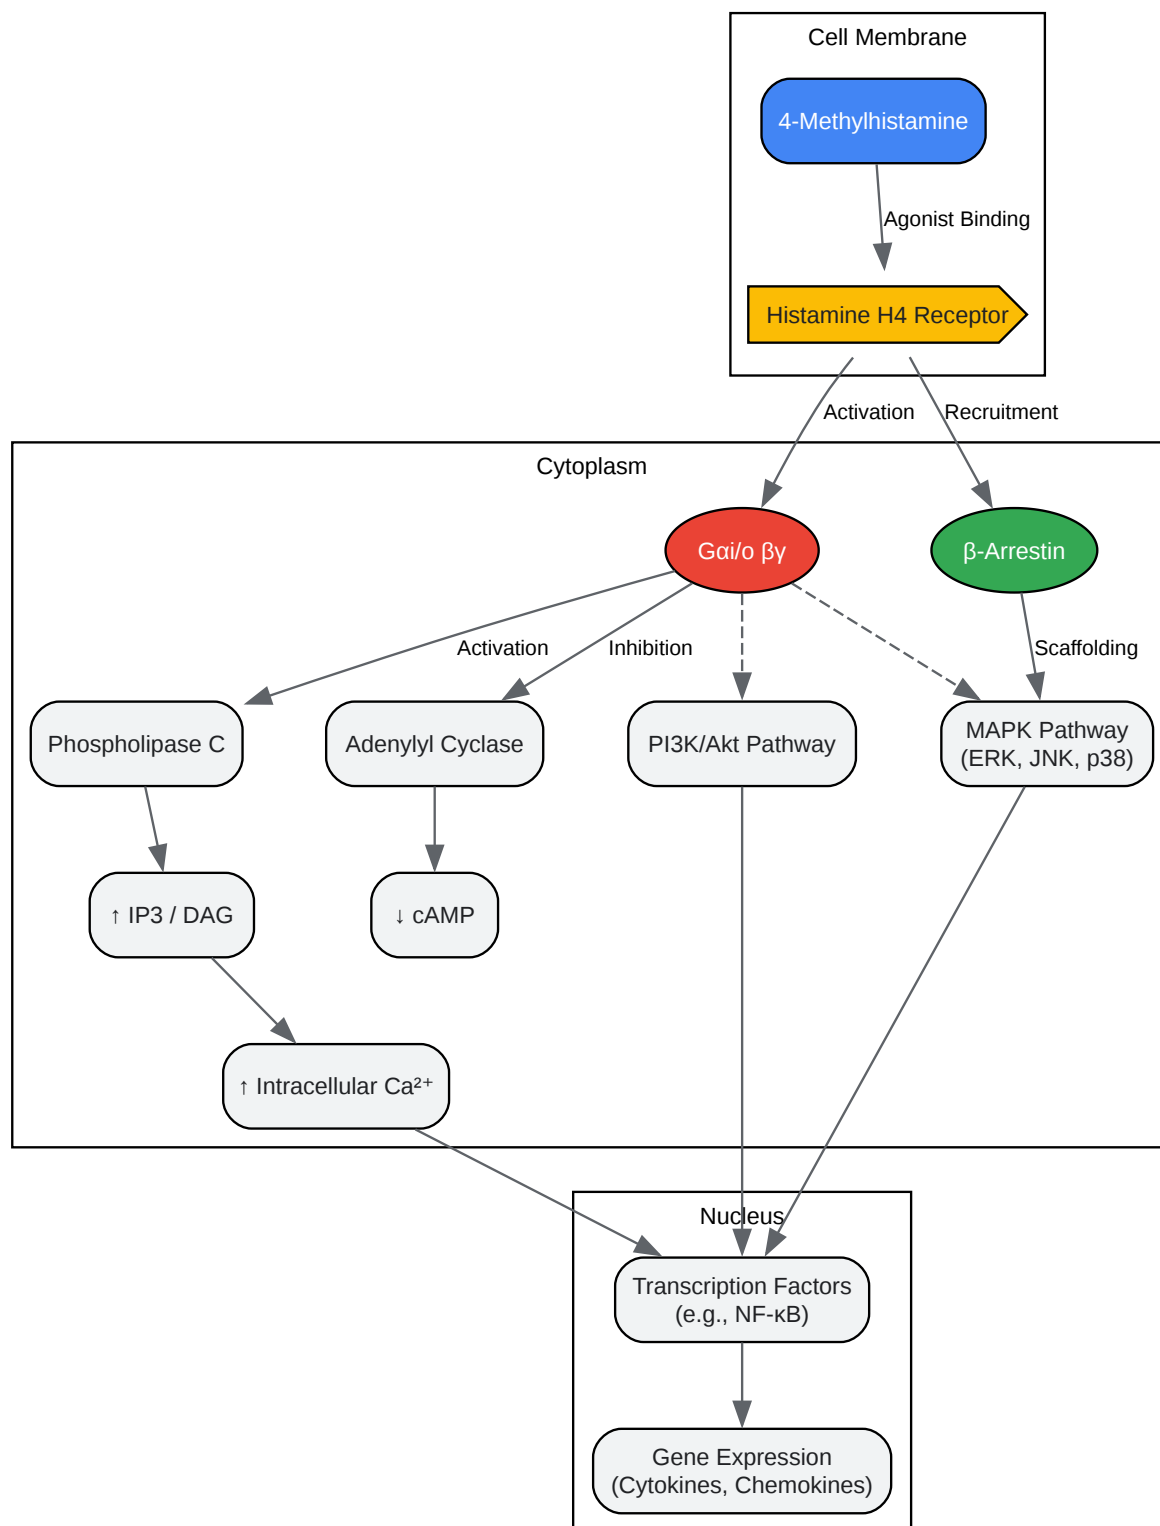 Cell Membrane
4-Methylhistamine
Agonist Binding
Histamine H4 Receptor
Activation
Recruitment
Cytoplasm
Gαi/o βγ
β-Arrestin
Activation
Inhibition
Scaffolding
Phospholipase C
Adenylyl Cyclase
PI3K/Akt Pathway
MAPK Pathway
(ERK, JNK, p38)
↑ IP3 / DAG
↓ cAMP
↑ Intracellular Ca²⁺
Nucleus
Transcription Factors
(e.g., NF-κB)
Gene Expression
(Cytokines, Chemokines)